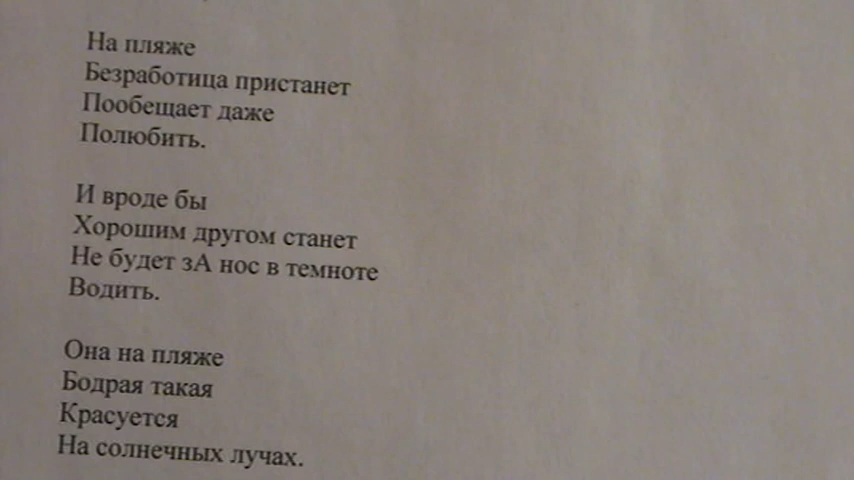 На пляже
Безработица пристанет
Пообещает даже
Полюбить.
И вроде бы
Хорошим другом станет
Не будет зА нос в темноте
Водить.
Она на пляже
Бодрая такая
Красуется
На солнечных лучах.